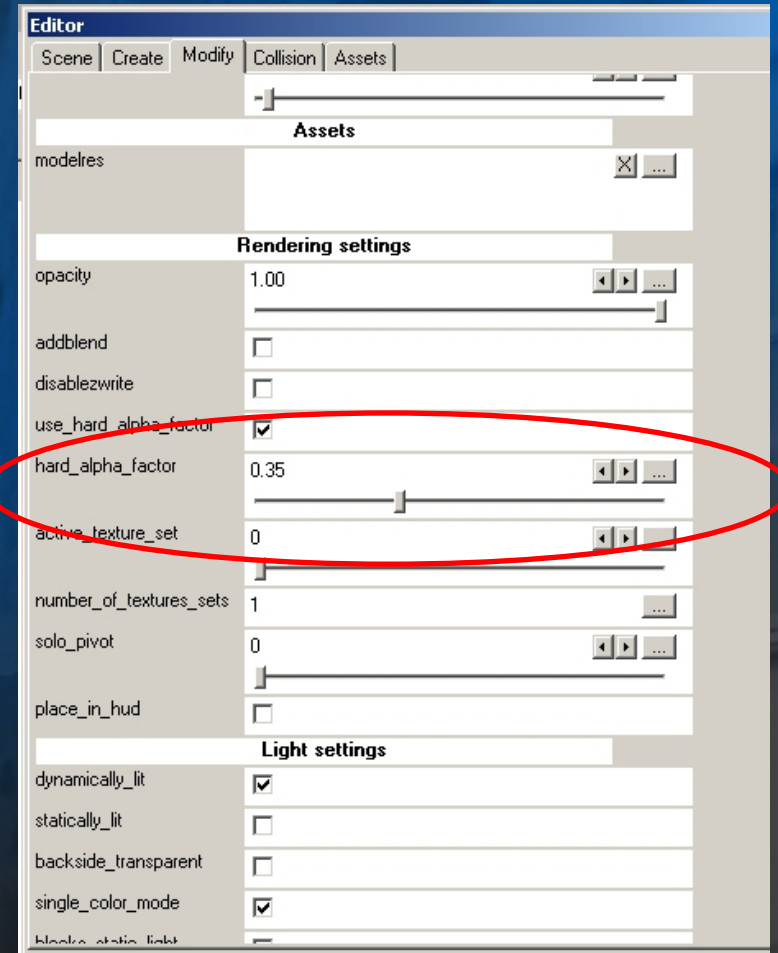 Editor
Scene Create Modify Collision Assets
Assets
modelres X ...
Rendering settings
opacity 1.00 ...
addblend
disablezwrite
use_hard_alpha_factor
hard_alpha_factor 0.35 ...
active_texture_set 0 ...
number_of_textures_sets 1 ...
solo_pivot 0 ...
place_in_hud
Light settings
dynamically_lit
statically_lit
backside_transparent
single_color_mode
blocks_static_light